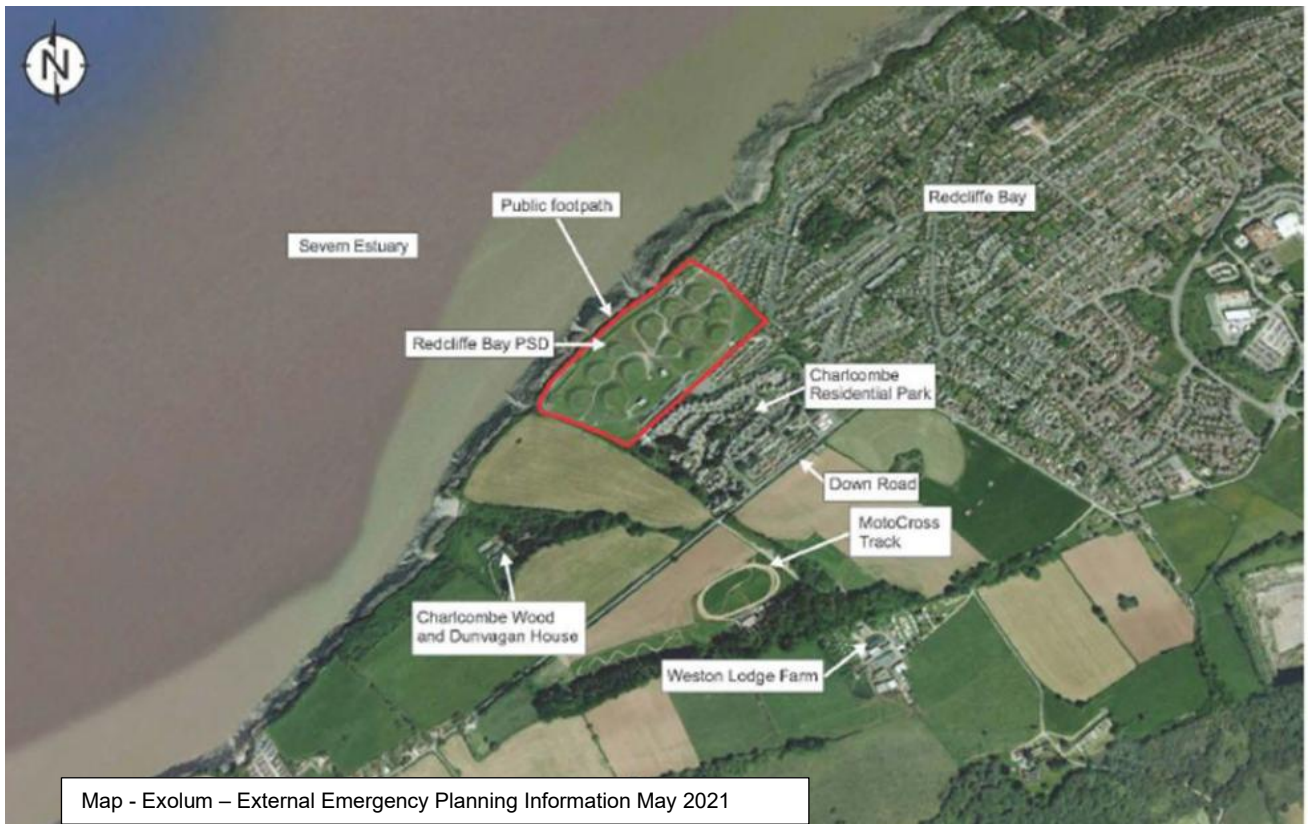 N
Public footpath
Redcliffe Bay
Severn Estuary
Redcliffe Bay PSD
Charlcombe
Residential Park
Down Road
MotoCross
Track
Charlcombe Wood
and Dunvagan House
Weston Lodge Farm
Map - Exolum – External Emergency Planning Information May 2021